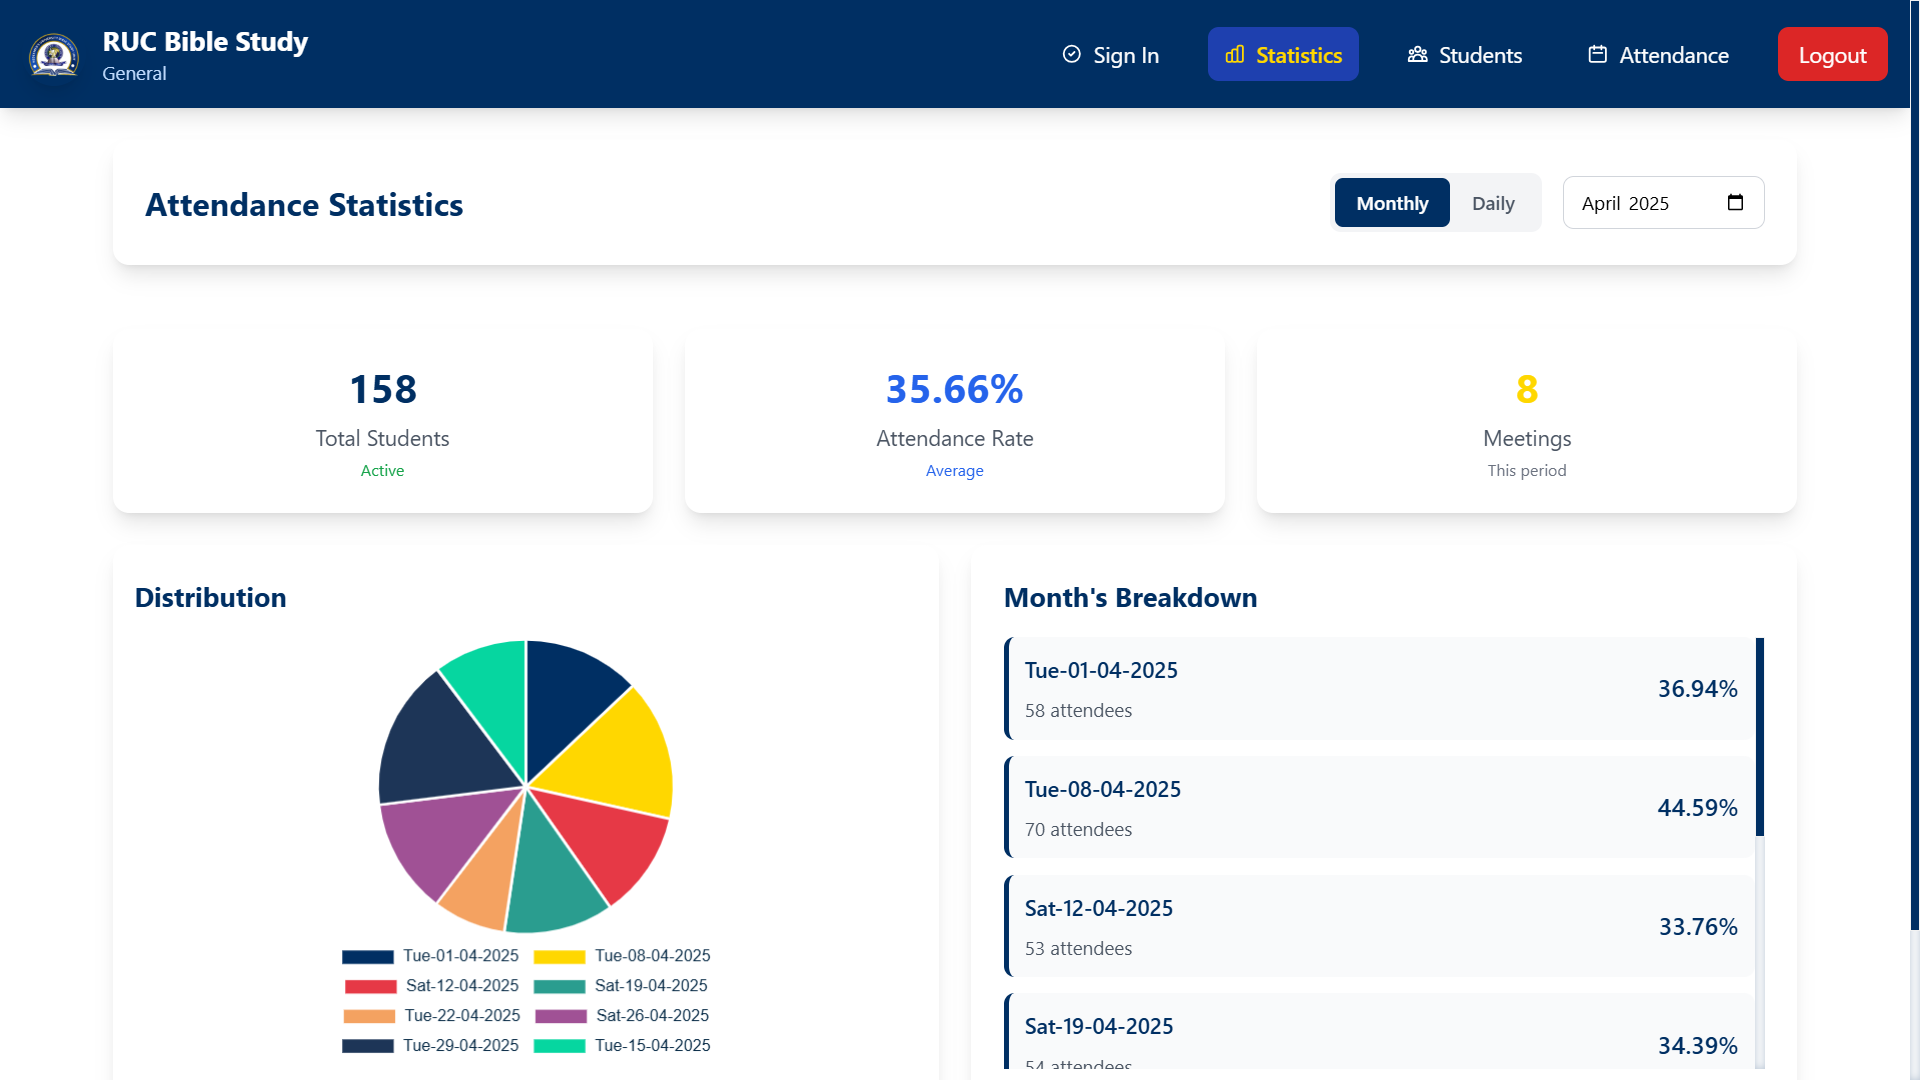 RUC Bible Study
General
Sign In
Statistics
Students
Attendance
Logout
Attendance Statistics
Monthly
Daily
April 2025
158
Total Students
Active
35.66%
Attendance Rate
Average
8
Meetings
This period
Distribution
Tue-01-04-2025
Tue-08-04-2025
Sat-12-04-2025
Sat-19-04-2025
Tue-22-04-2025
Sat-26-04-2025
Tue-29-04-2025
Tue-15-04-2025
Month's Breakdown
Tue-01-04-2025
58 attendees
36.94%
Tue-08-04-2025
70 attendees
44.59%
Sat-12-04-2025
53 attendees
33.76%
Sat-19-04-2025
54 attendees
34.39%